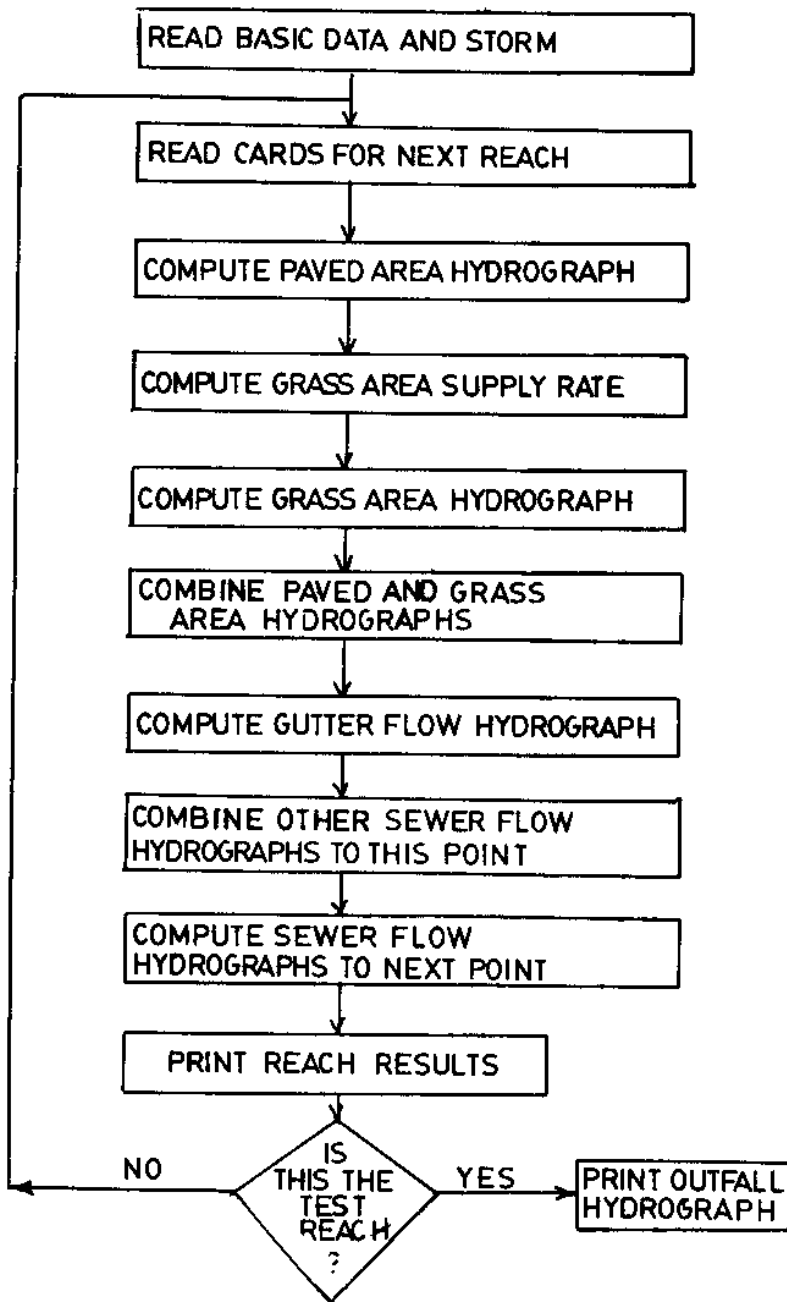 READ BASIC DATA AND STORM
READ CARDS FOR NEXT REACH
COMPUTE PAVED AREA HYDROGRAPH
COMPUTE GRASS AREA SUPPLY RATE
COMPUTE GRASS AREA HYDROGRAPH
COMBINE PAVED AND GRASS
AREA HYDROGRAPHS
COMPUTE GUTTER FLOW HYDROGRAPH
COMBINE OTHER SEWER FLOW
HYDROGRAPHS TO THIS POINT
COMPUTE SEWER FLOW
HYDROGRAPHS TO NEXT POINT
PRINT REACH RESULTS
IS
THIS THE
TEST
REACH
?
NO
YES
PRINT OUTFALL
HYDROGRAPH